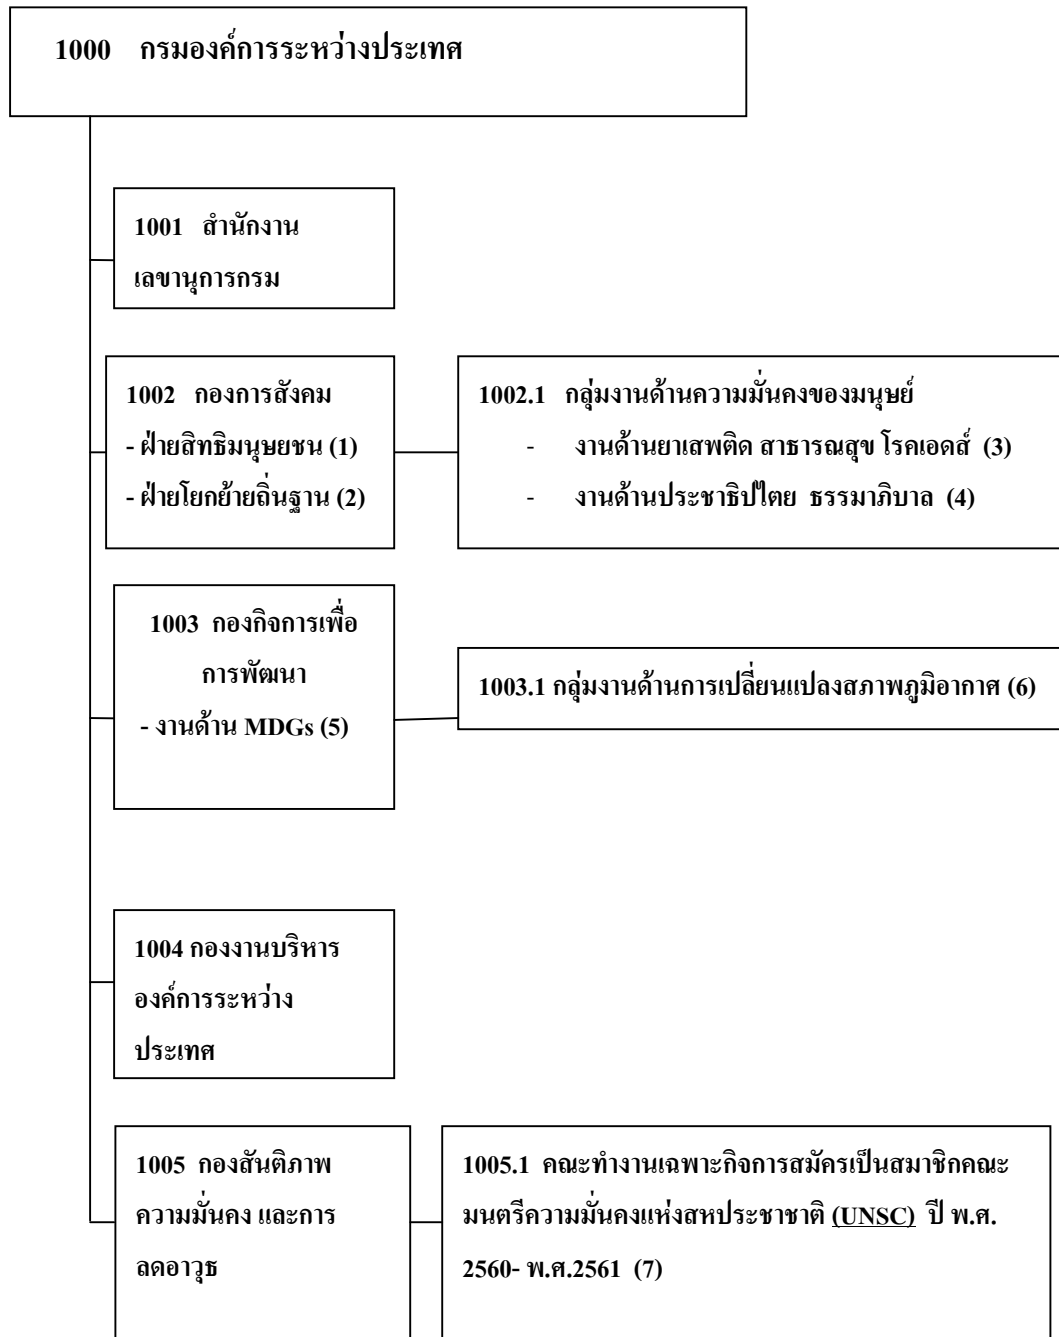 1000 กรมองค์การระหว่างประเทศ
1001 สำนักงาน
เลขานุการกรม
1002 กองการสังคม
- ฝ่ายสิทธิมนุษยชน (1)
- ฝ่ายโยกย้ายถิ่นฐาน (2)
1002.1 กลุ่มงานด้านความมั่นคงของมนุษย์
- งานด้านยาเสพติด สาธารณสุข โรคเอดส์ (3)
- งานด้านประชาธิปไตย ธรรมาภิบาล (4)
1003 กองกิจการเพื่อ
การพัฒนา
- งานด้าน MDGs (5)
1003.1 กลุ่มงานด้านการเปลี่ยนแปลงสภาพภูมิอากาศ (6)
1004 กองงานบริหาร
องค์การระหว่าง
ประเทศ
1005 กองสันติภาพ
ความมั่นคง และการ
ลดอาวุธ
1005.1 คณะทำงานเฉพาะกิจการสมัครเป็นสมาชิกคณะ
มนตรีความมั่นคงแห่งสหประชาชาติ (UNSC) ปี พ.ศ.
2560- พ.ศ.2561 (7)